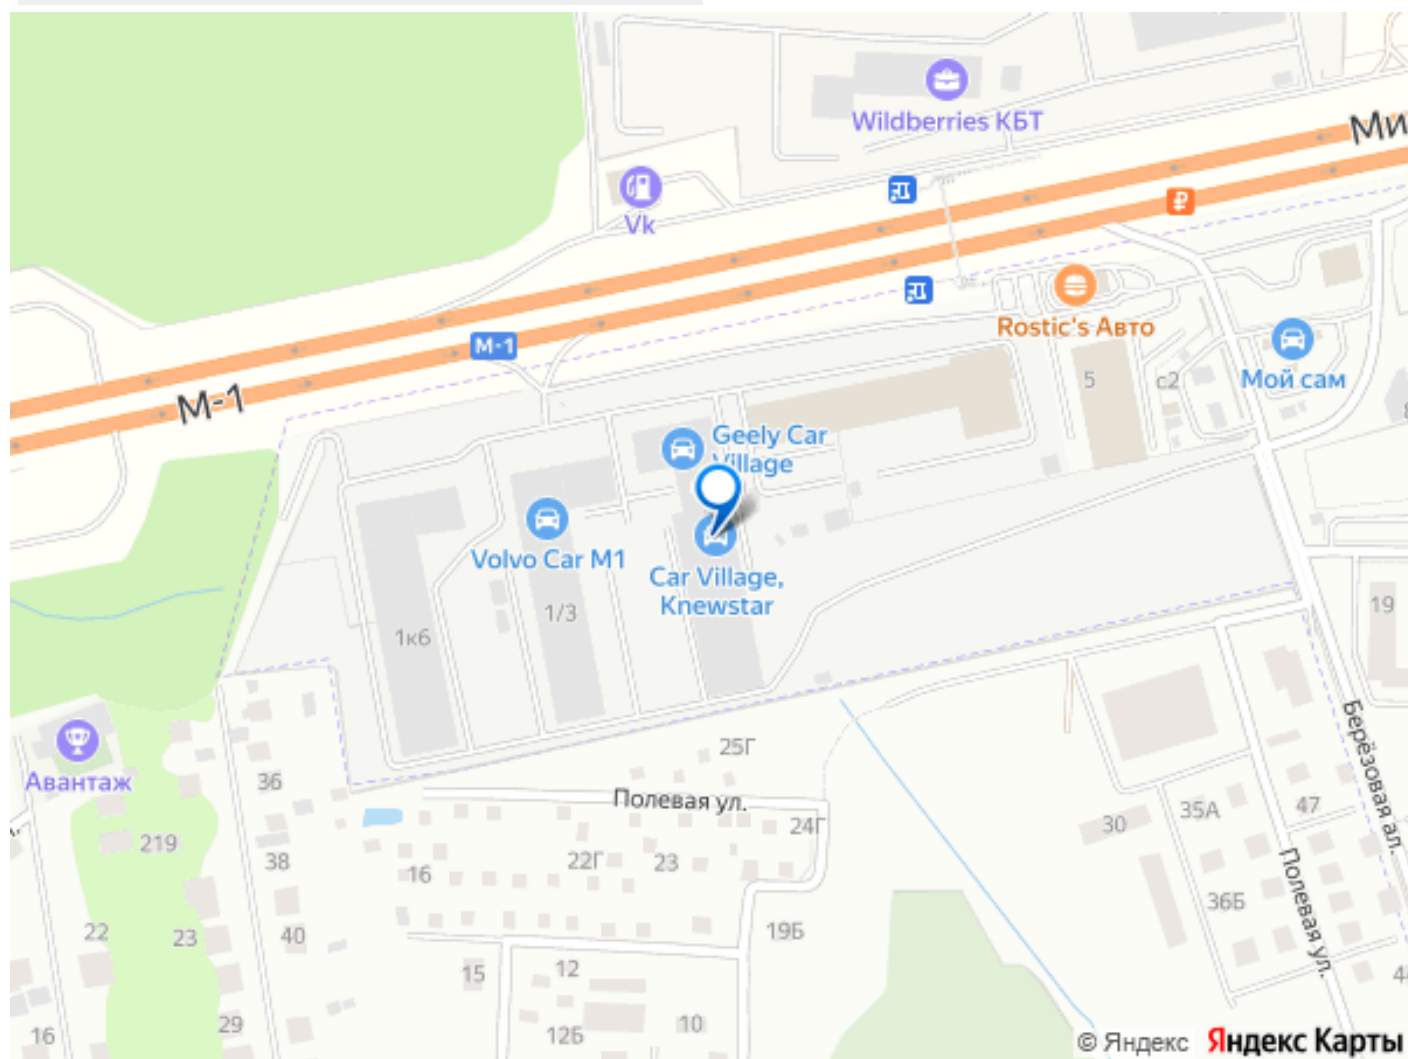 Wildberries КБТ
Ми
Vk
₽
Rostic's Авто
М-1
5
с2
Мой сам
М-1
Geely Car
Village
Volvo Car М1
Car Village,
Knewstar
1/3
1к6
19
Берёзовая ал.
Авантаж
36
25Г
Полевая ул.
24Г
219
38
16
22Г
23
30
35А
47
Полевая ул.
36Б
22
23
40
19Б
15
12
29
16
12Б
10
© Яндекс Яндекс Карты